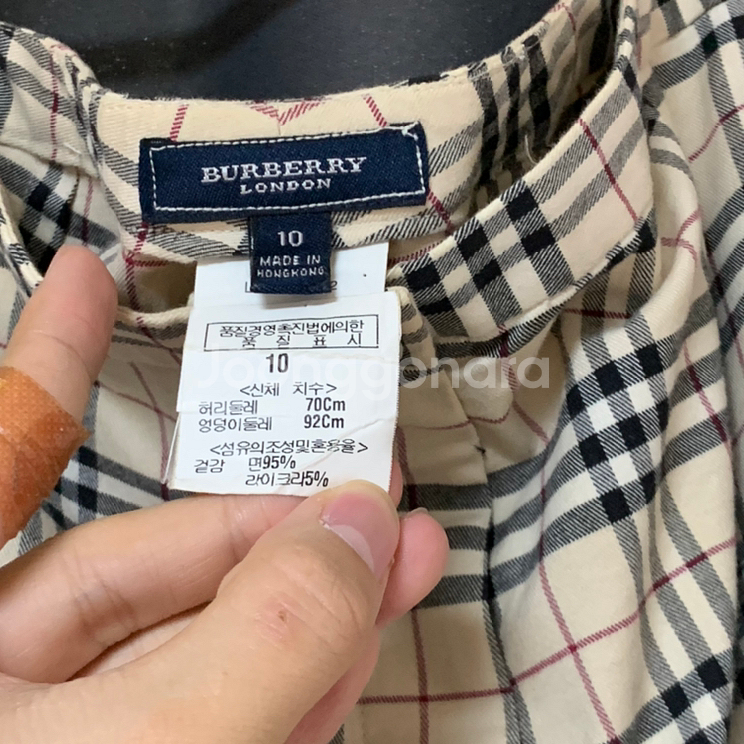 BURBERRY
LONDON
10
MADE IN
HONGKONG
품질경영촉진법에의한
품 질 표 시
10
Joonggonara
<신체 치수>
허리둘레 70Cm
엉덩이둘레 92Cm
<섬유의조성및혼용율>
겉감 면95%
라이크라5%